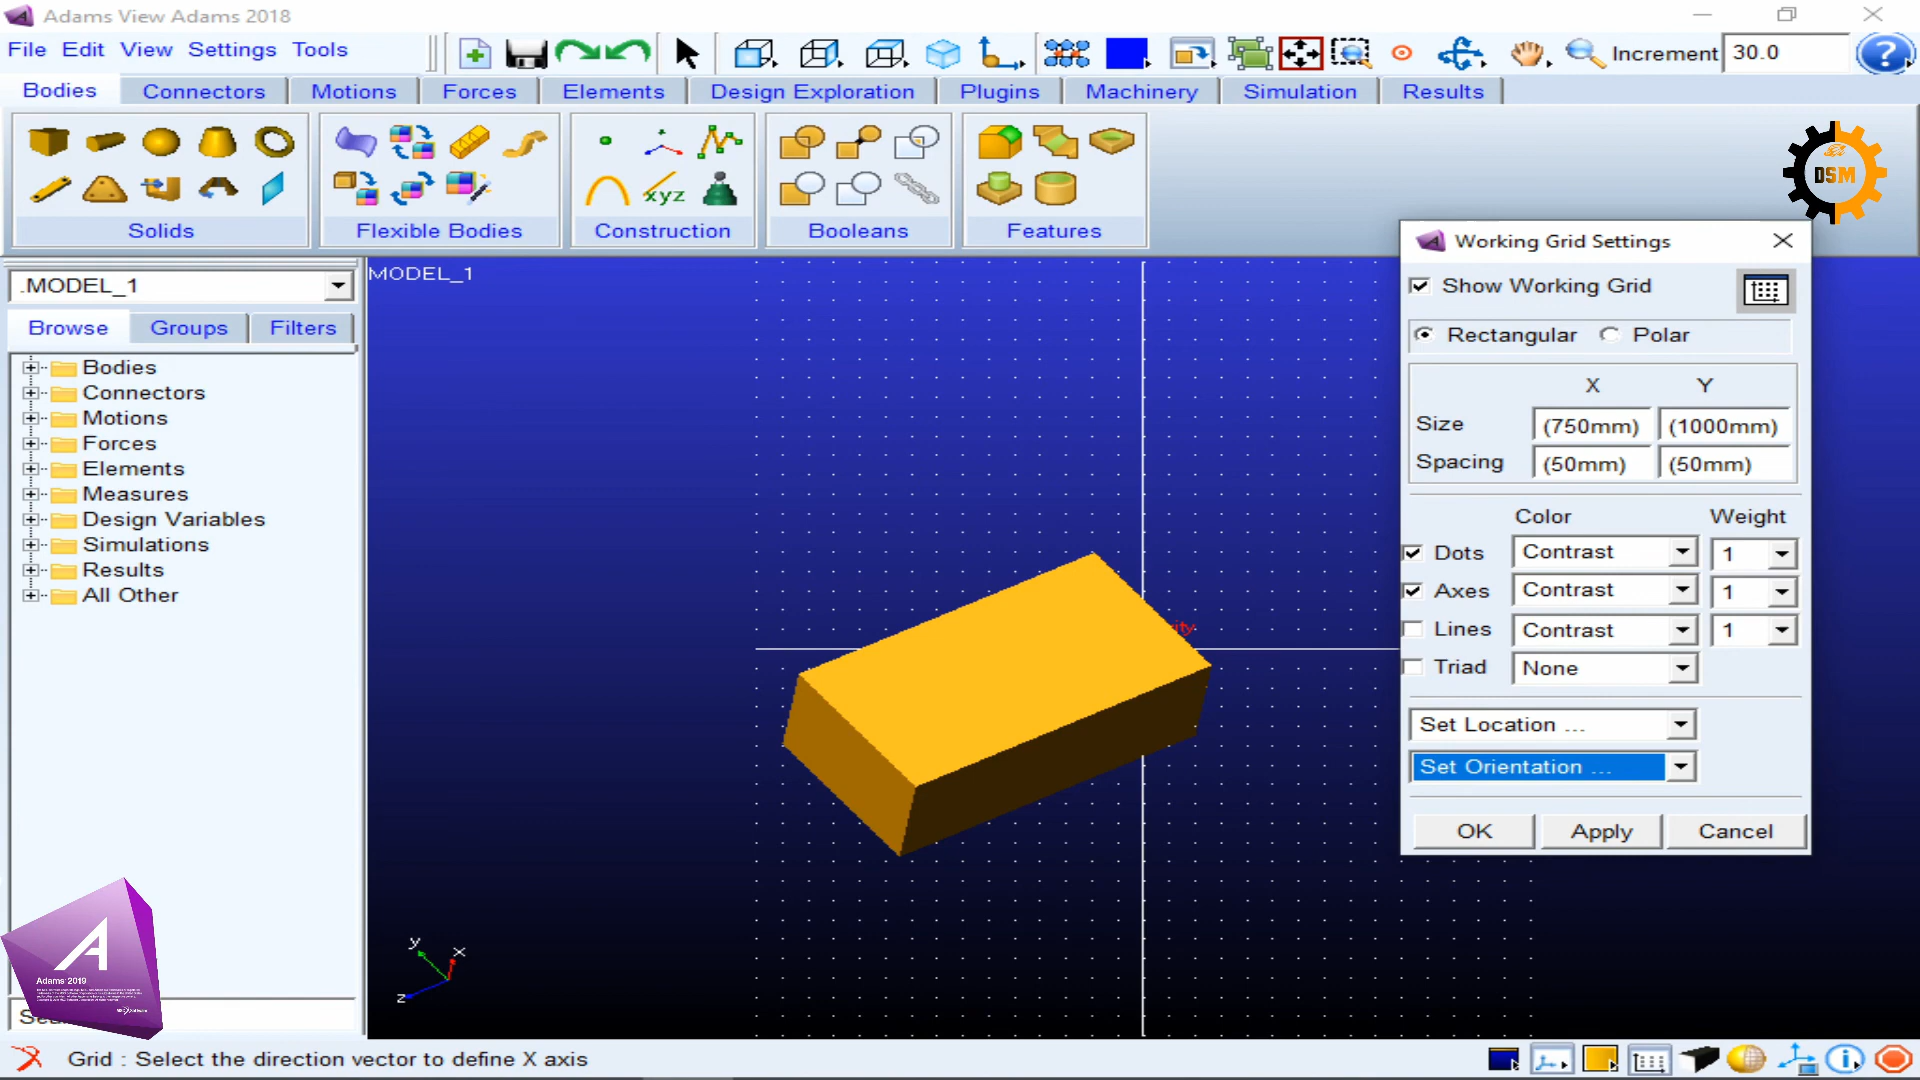 Adams View Adams 2018
File Edit View Settings Tools
Increment 30.0
Bodies Connectors Motions Forces Elements Design Exploration Plugins Machinery Simulation Results
xyz
DSM
Solids Flexible Bodies Construction Booleans Features
.MODEL_1
Browse Groups Filters
Bodies
Connectors
Motions
Forces
Elements
Measures
Design Variables
Simulations
Results
All Other
MODEL_1
ity
y
x
z
Working Grid Settings
Show Working Grid
Rectangular Polar
X Y
Size (750mm) (1000mm)
Spacing (50mm) (50mm)
Color Weight
Dots Contrast 1
Axes Contrast 1
Lines Contrast 1
Triad None
Set Location ...
Set Orientation ...
OK Apply Cancel
A
Adams 2019
Grid : Select the direction vector to define X axis